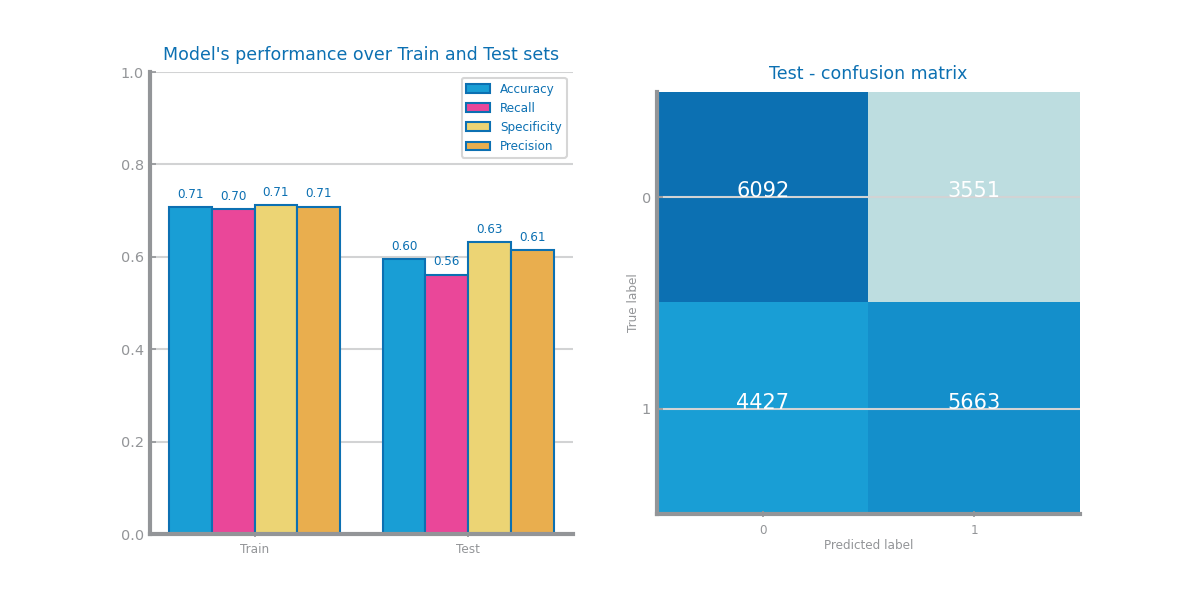 Model's performance over Train and Test sets
1.0
0.8
0.6
0.4
0.2
0.0
Accuracy
Recall
Specificity
Precision
0.71 0.70 0.71 0.71
0.60 0.56 0.63 0.61
Train Test
Test - confusion matrix
True label
0
1
6092 3551
4427 5663
0 1
Predicted label